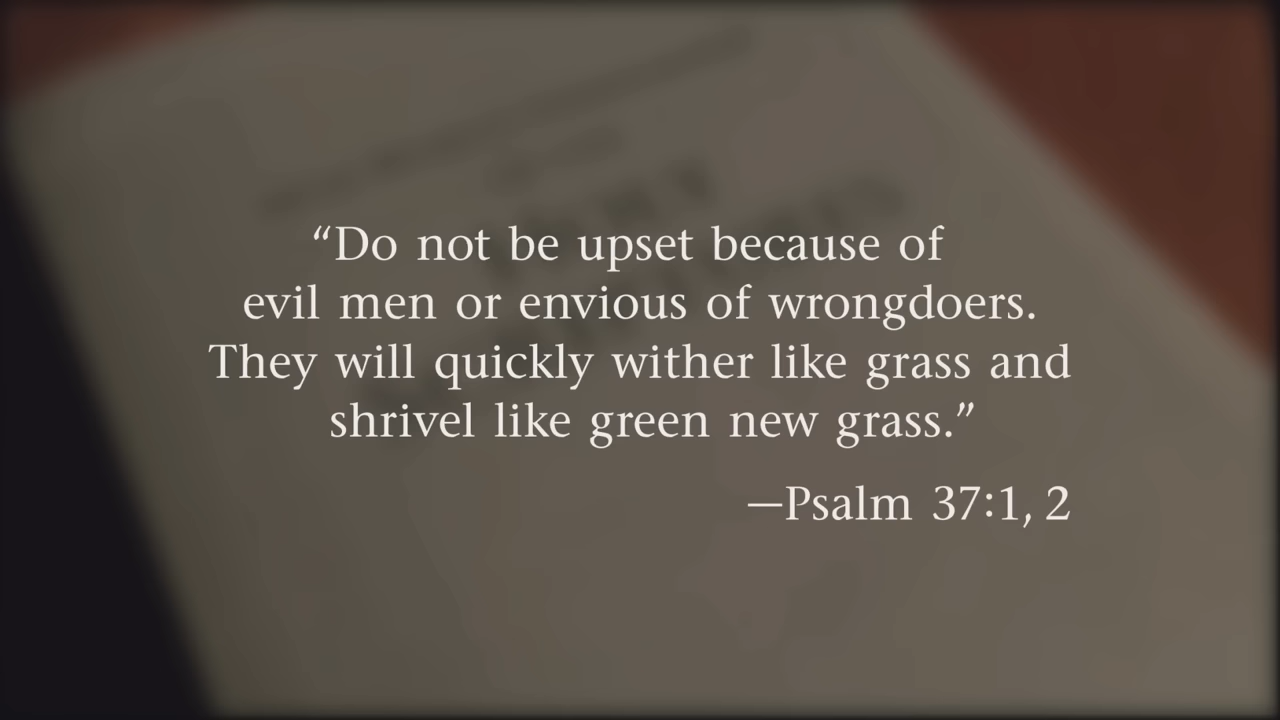 “Do not be upset because of
evil men or envious of wrongdoers.
They will quickly wither like grass and
shrivel like green new grass.”
—Psalm 37:1, 2